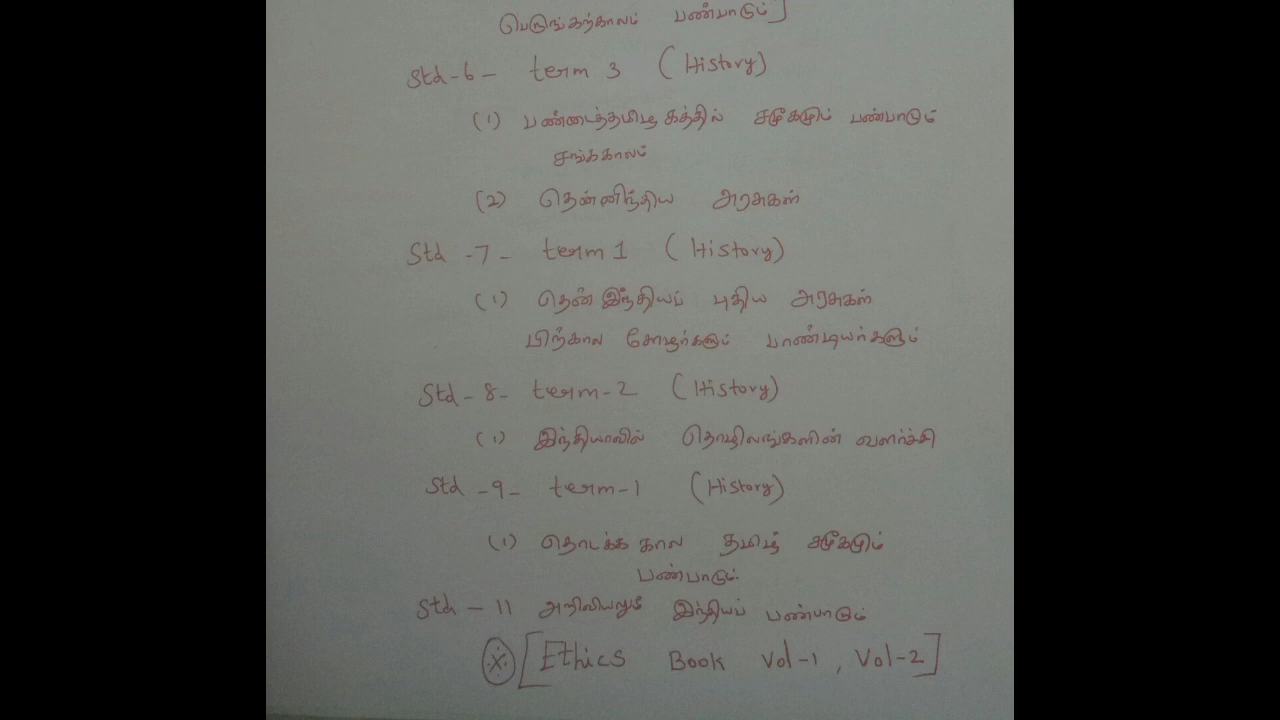 பெருங்கற்காலம் பண்பாடும்]
Std-6- term 3 (History)
(1) பண்டைத்தமிழகத்தில் சமூகமும் பண்பாடும்
சங்ககாலம்
(2) தென்னிந்திய அரசுகள்
Std -7- term 1 (History)
(1) தென்இந்தியப் புதிய அரசுகள்
பிற்கால சோழர்களும் பாண்டியர்களும்
Std-8- term-2 (History)
(1) இந்தியாவில் தொழிலங்களின் வளர்ச்சி
Std -9- term-1 (History)
(1) தொடக்க கால தமிழ் சமூகமும்
பண்பாடும்.
Std - 11 அறிவியலும் இந்தியப் பண்பாடும்
[Ethics Book Vol-1, Vol-2]